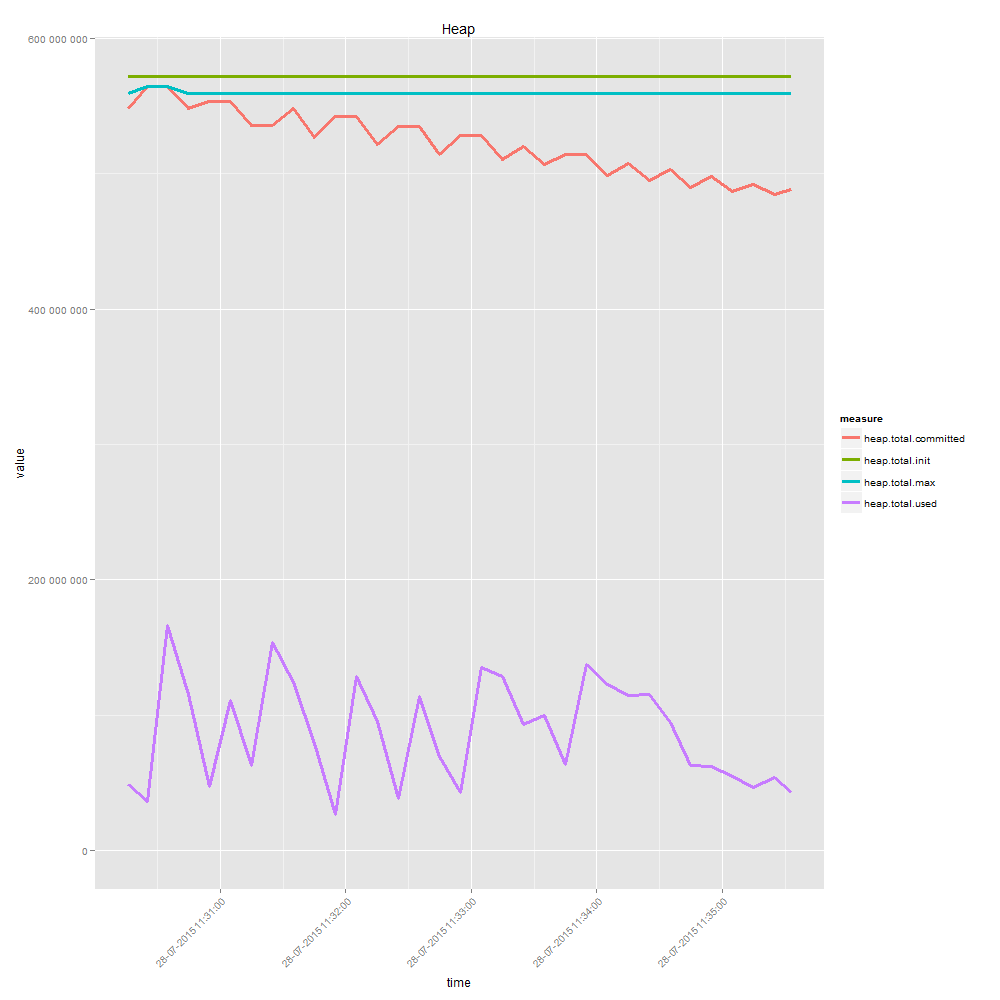 Heap
600 000 000
400 000 000
200 000 000
0
value
28-07-2015 11:31:00
28-07-2015 11:32:00
28-07-2015 11:33:00
28-07-2015 11:34:00
28-07-2015 11:35:00
time
measure
heap.total.committed
heap.total.init
heap.total.max
heap.total.used